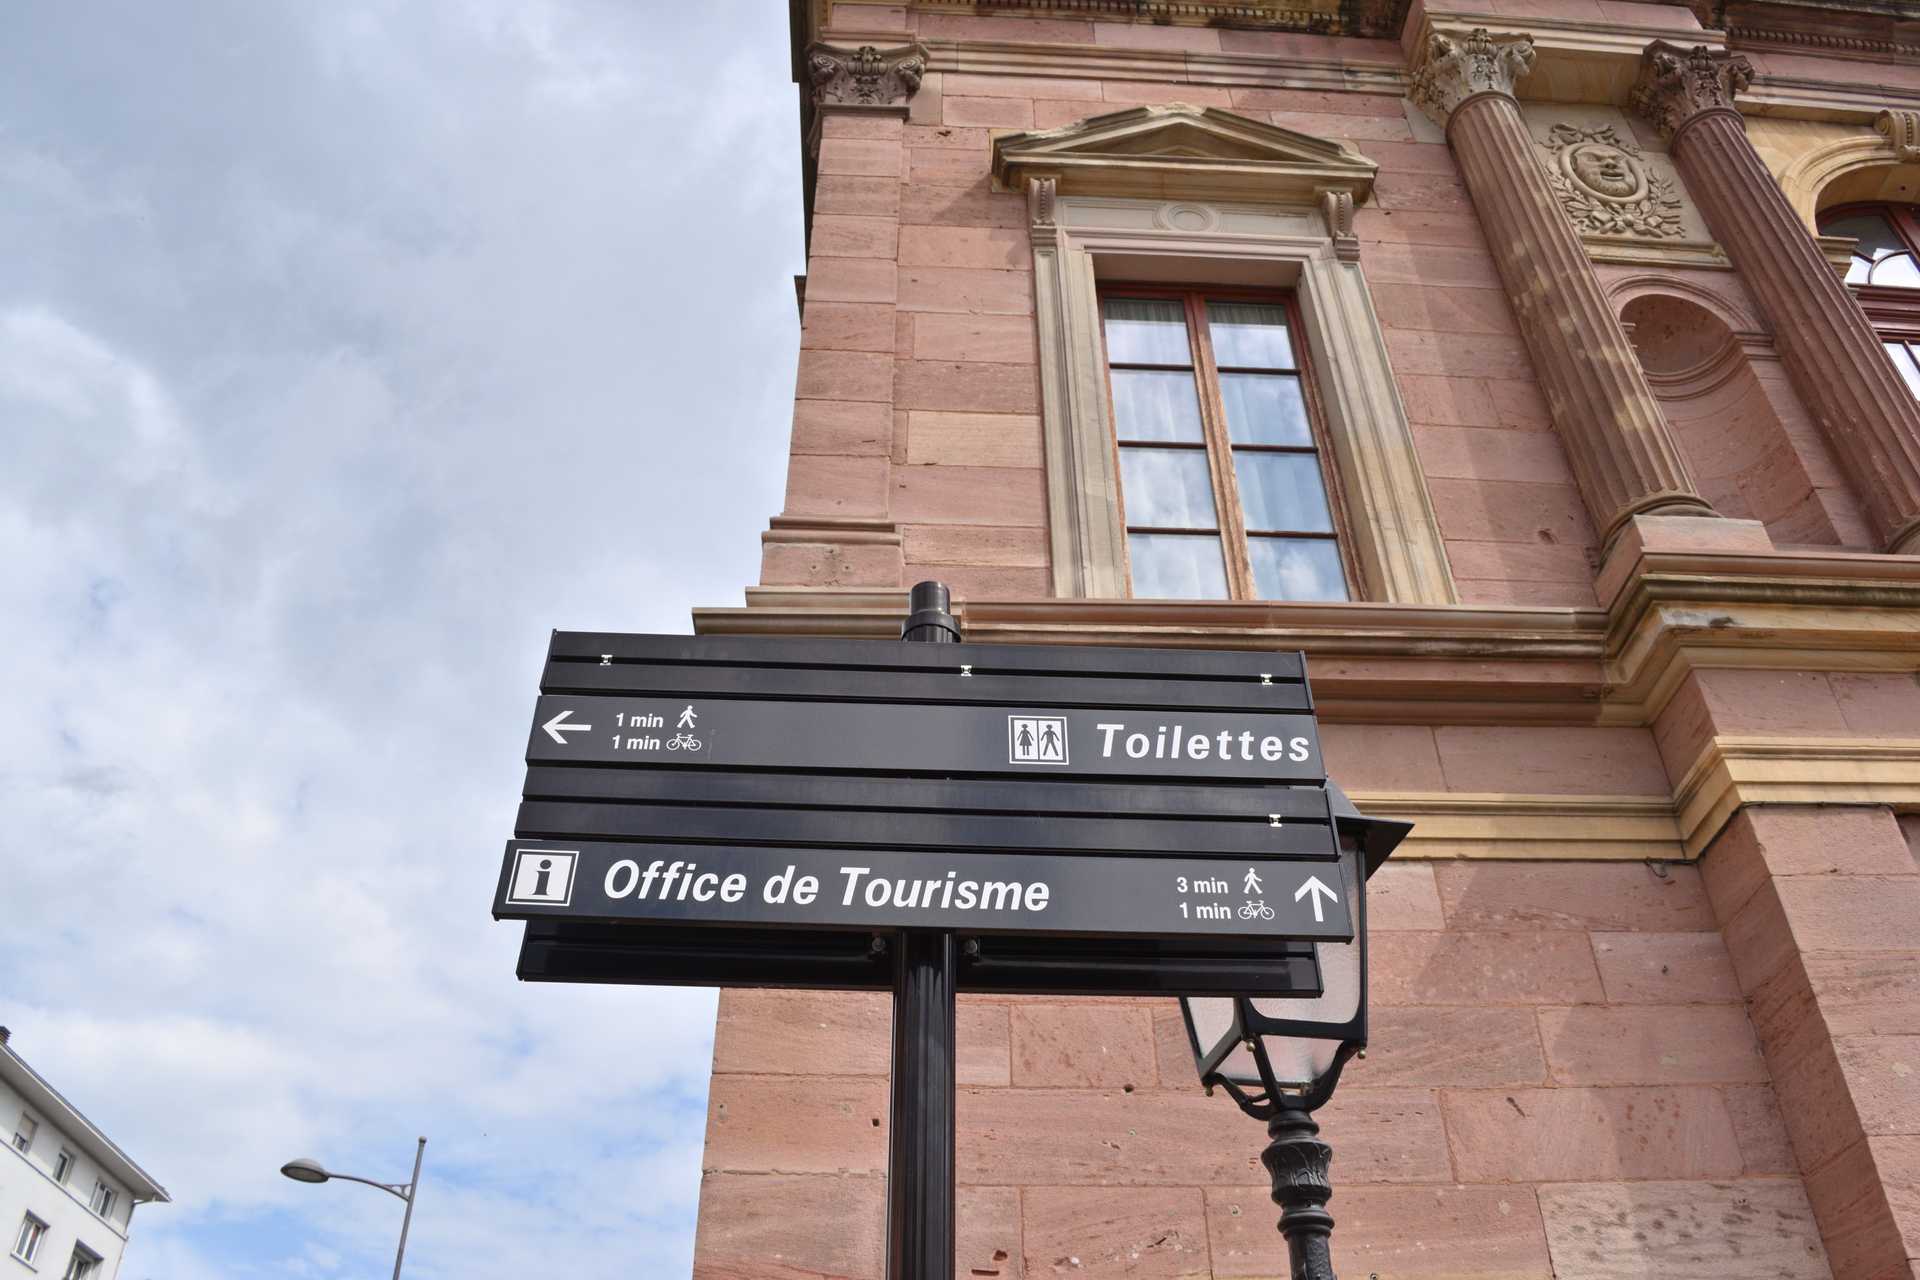 1 min
1 min
Toilettes
i Office de Tourisme
3 min
1 min